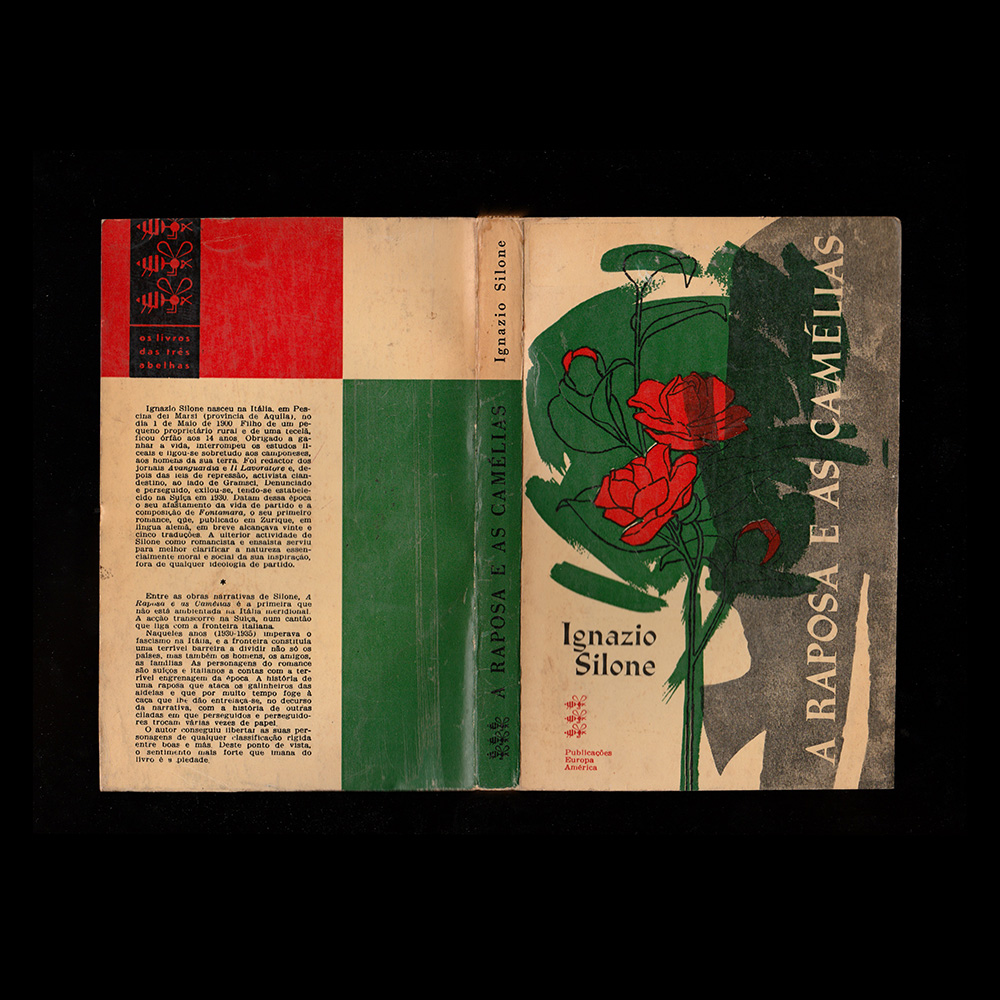 os livros
das três
abelhas
Ignazio Silone nasceu na Itália, em Pes-
cina dei Marsi (província de Aquila), no
dia 1 de Maio de 1900 Filho de um pe-
queno proprietário rural e de uma tecelã,
ficou órfão aos 14 anos. Obrigado a ga-
nhar a vida, interrompeu os estudos li-
ceais e ligou-se sobretudo aos camponeses,
aos homens da sua terra. Foi redactor dos
jornais Avanguardia e Il Lavoratore e, de-
pois das leis de repressão, activista clan-
destino, ao lado de Gramsci. Denunciado
e perseguido, exilou-se, tendo-se estabele-
cido na Suíça em 1930. Datam dessa época
o seu afastamento da vida de partido e a
composição de Fontamara, o seu primeiro
romance, que, publicado em Zurique, em
língua alemã, em breve alcançava vinte e
cinco traduções. A ulterior actividade de
Silone como romancista e ensaísta serviu
para melhor clarificar a natureza essen-
cialmente moral e social da sua inspiração,
fora de qualquer ideologia de partido.
*
Entre as obras narrativas de Silone, A
Raposa e as Camélias é a primeira que
não está ambientada na Itália meridional.
A acção transcorre na Suíça, num cantão
que liga com a fronteira italiana.
Naqueles anos (1930-1935) imperava o
fascismo na Itália, e a fronteira constituía
uma terrível barreira a dividir não só os
países, mas também os homens, os amigos,
as famílias As personagens do romance
são suíços e italianos a contas com a ter-
rível engrenagem da época. A história de
uma raposa que ataca os galinheiros das
aldeias e que por muito tempo foge à
caça que lhe dão entrelaça-se, no decurso
da narrativa, com a história de outras
ciladas em que perseguidos e perseguido-
res trocam várias vezes de papel.
O autor conseguiu libertar as suas per-
sonagens de qualquer classificação rígida
entre boas e más. Deste ponto de vista,
o sentimento mais forte que imana do
livro é a piedade.
Ignazio Silone
A RAPOSA E AS CAMÉLIAS
A RAPOSA E AS CAMÉLIAS
Ignazio
Silone
Publicações
Europa
América